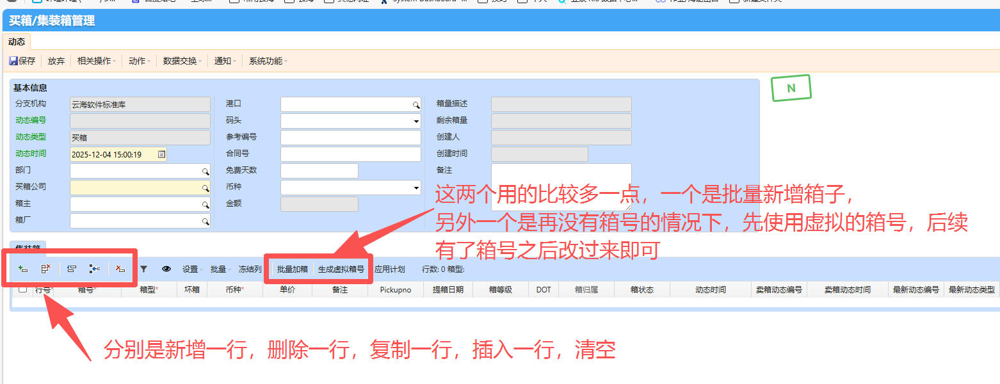 买箱/集装箱管理
动态
保存 放弃 相关操作 动作 数据交换 通知 系统功能
基本信息
N
分支机构 云海软件标准库 港口 箱量描述
动态编号 码头 剩余箱量
动态类型 买箱 参考编号 创建人
动态时间 2025-12-04 15:00:19 合同号 创建时间
部门 免费天数 备注
买箱公司 币种
箱主 金额
箱厂
这两个用的比较多一点，一个是批量新增箱子，
另外一个是再没有箱号的情况下，先使用虚拟的箱号，后续
有了箱号之后改过来即可
集装箱
设置 批量 冻结列 批量加箱 生成虚拟箱号 应用计划 行数: 0 箱型:
行号* 箱号* 箱型* 坏箱 币种* 单价 备注 Pickupno 提箱日期 箱等级 DOT 箱归属 箱状态 动态时间 卖箱动态编号 卖箱动态时间 最新动态编号 最新动态类型
分别是新增一行，删除一行，复制一行，插入一行，清空